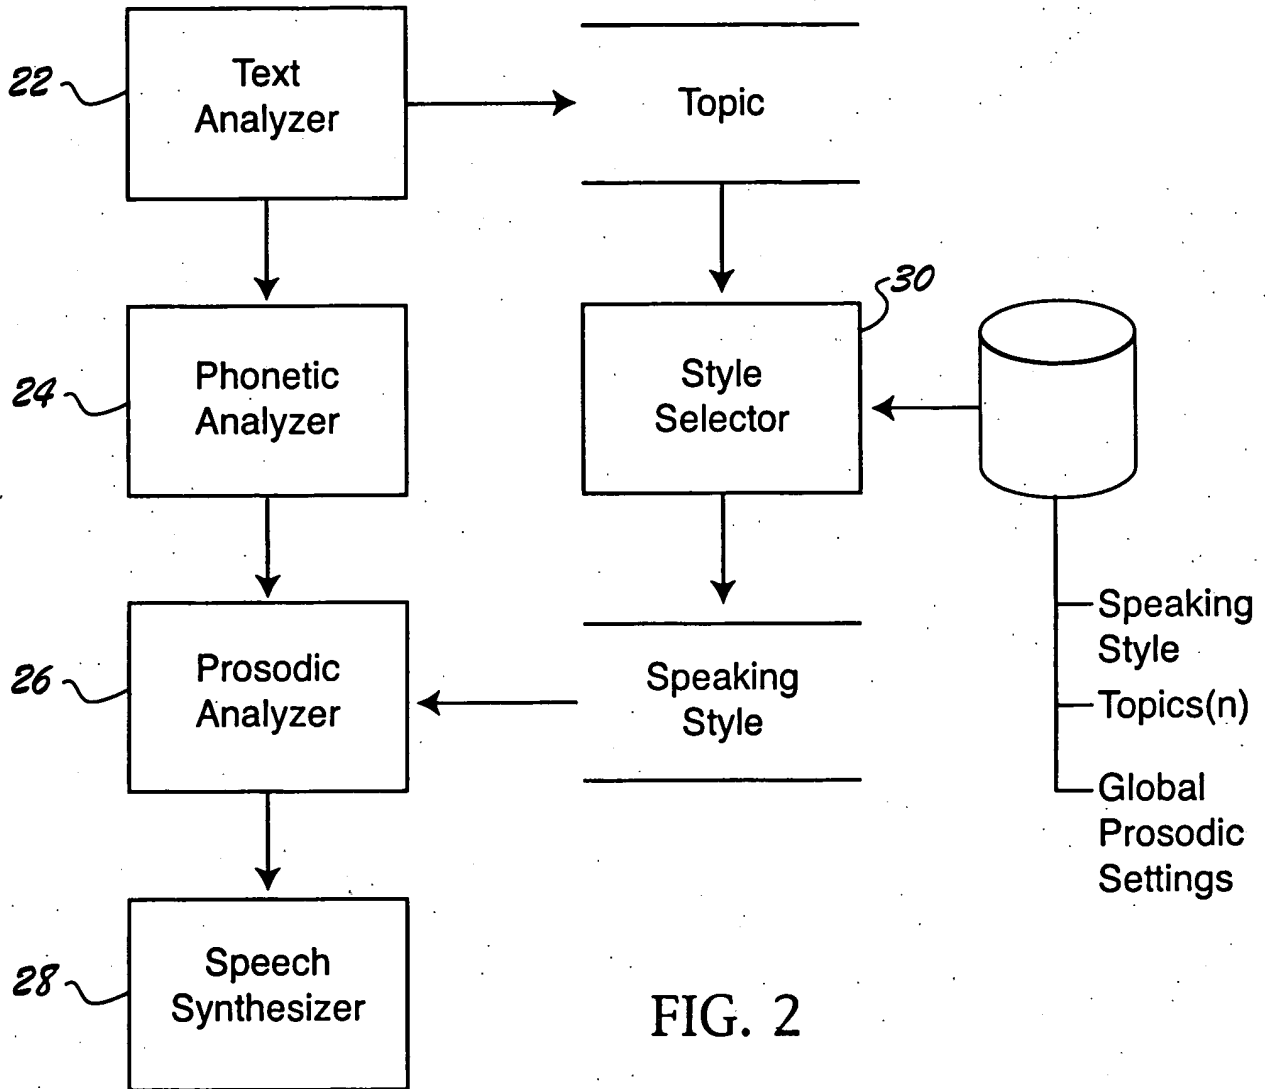 22
Text
Analyzer
Topic
30
24
Phonetic
Analyzer
Style
Selector
26
Prosodic
Analyzer
Speaking
Style
Speaking
Style
Topics(n)
Global
Prosodic
Settings
28
Speech
Synthesizer
FIG. 2